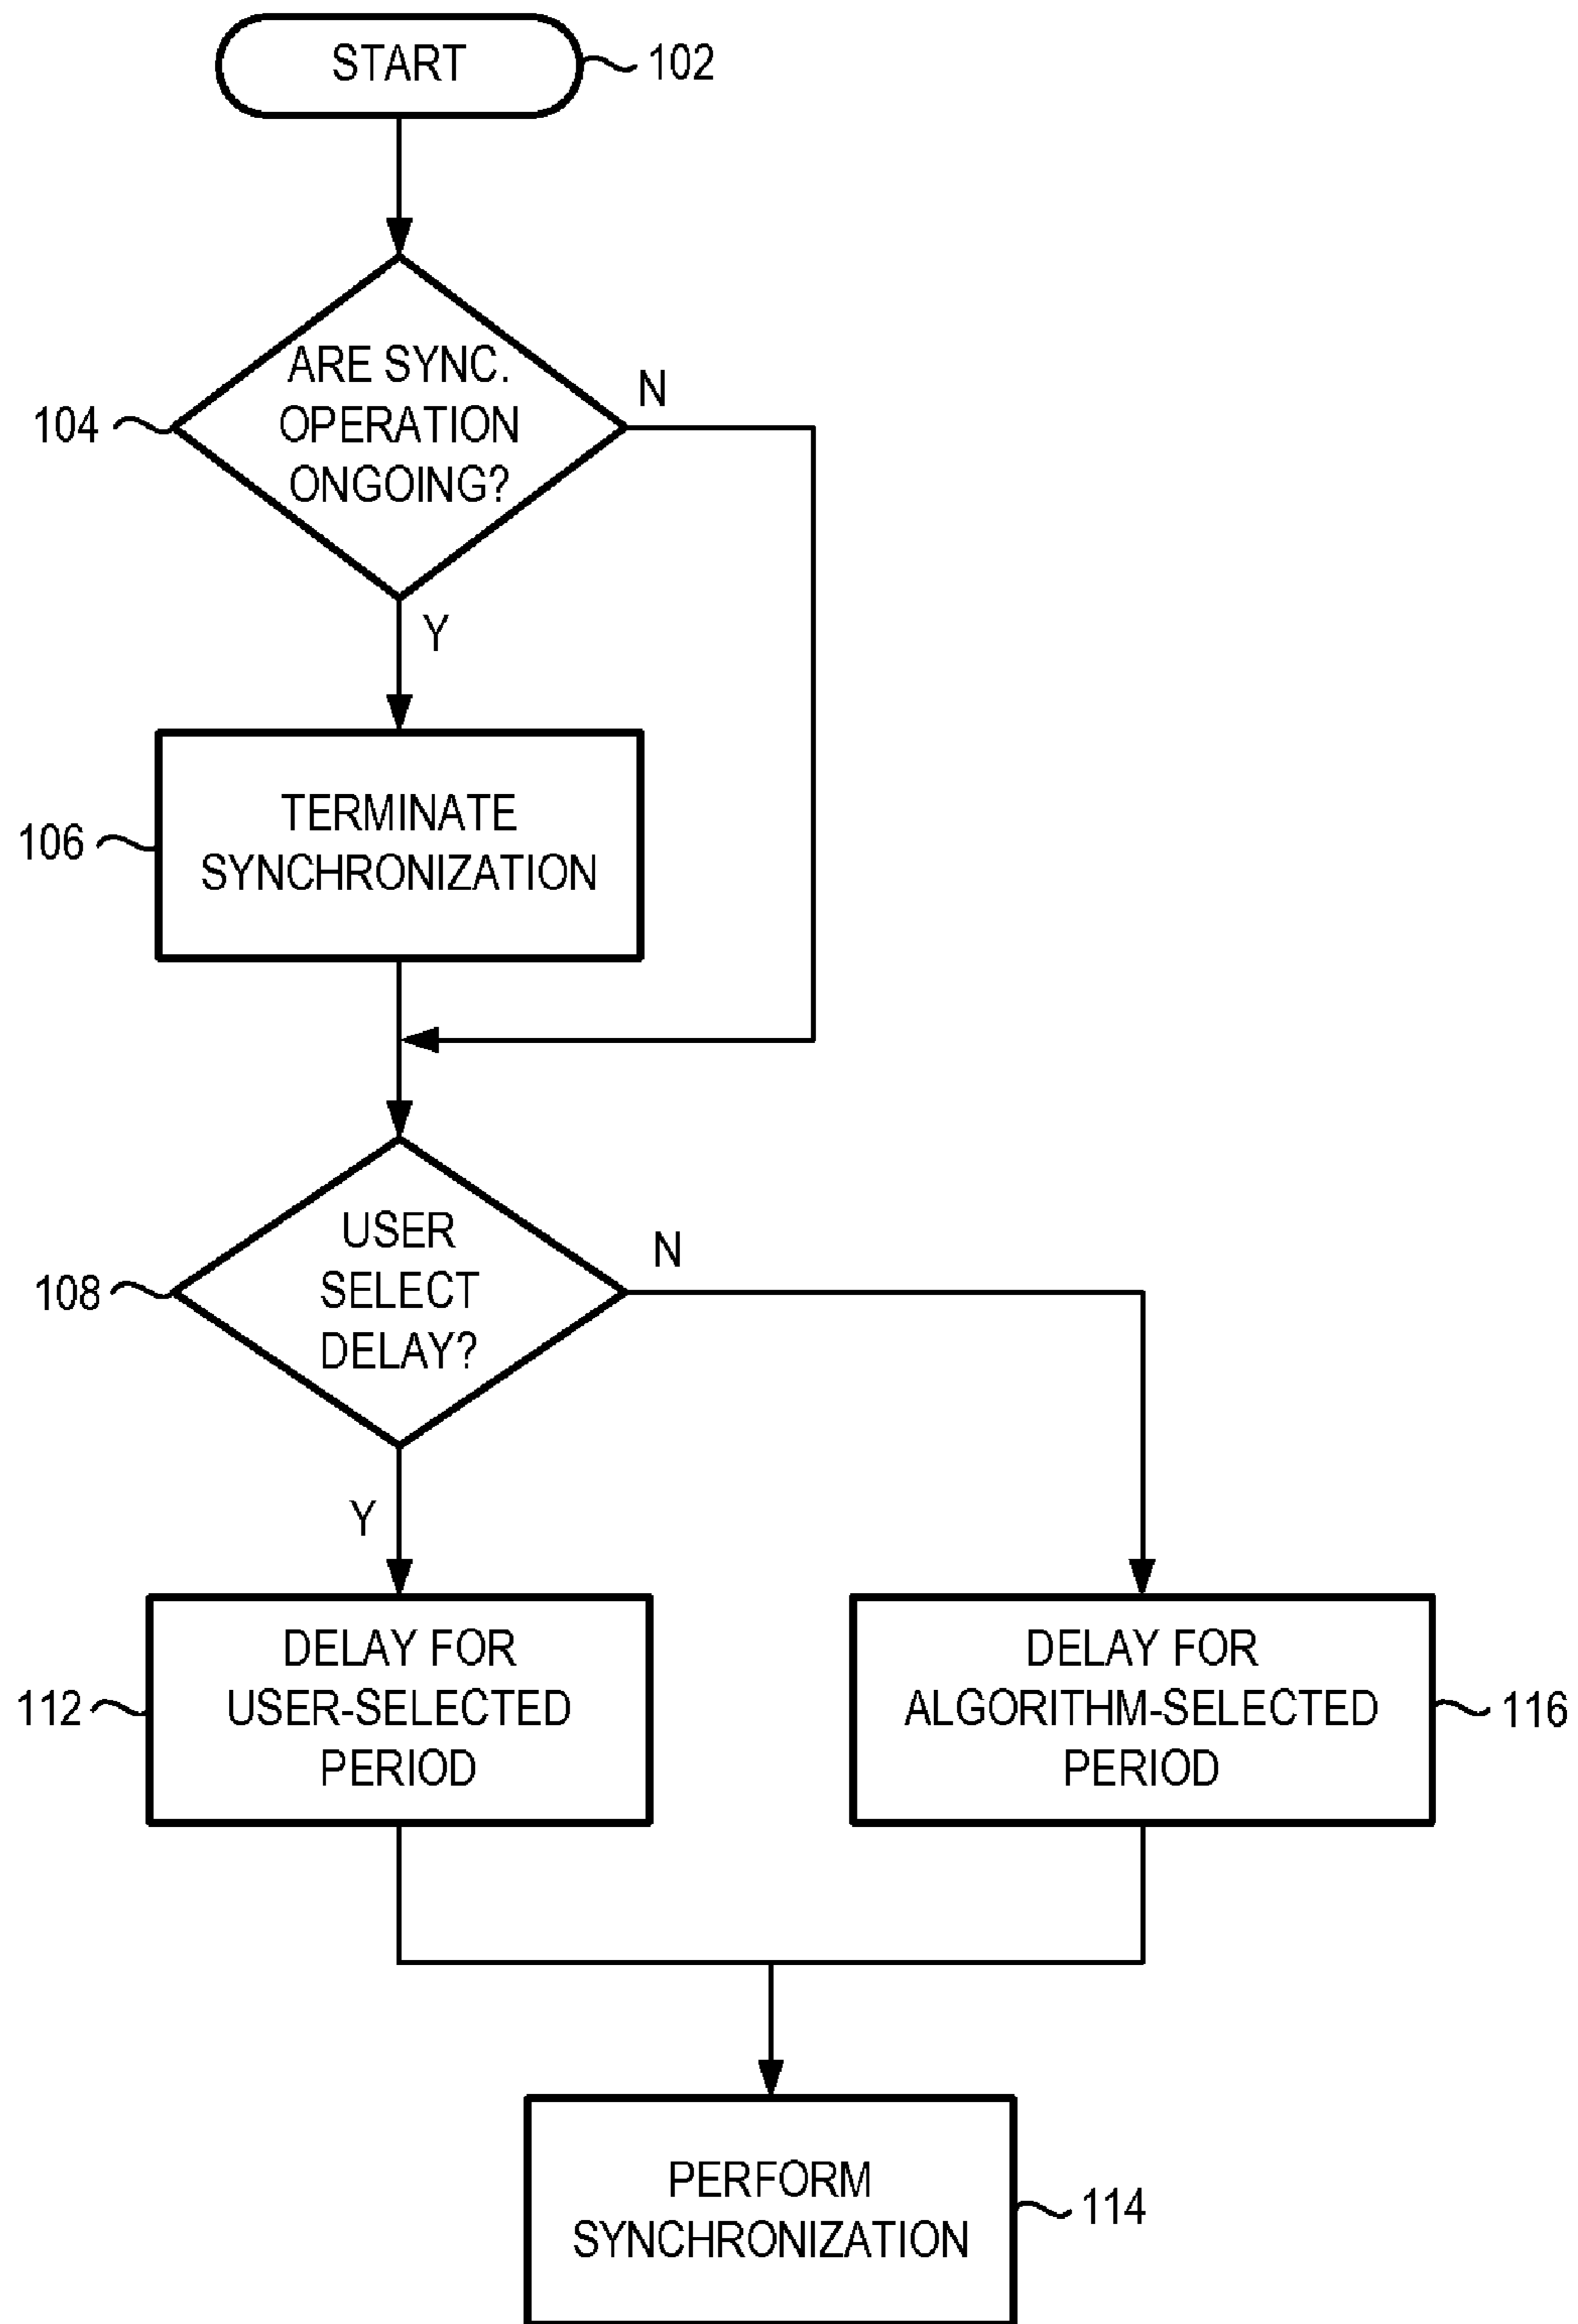 START
102
ARE SYNC.
OPERATION
ONGOING?
104
N
Y
TERMINATE
SYNCHRONIZATION
106
USER
SELECT
DELAY?
108
N
Y
DELAY FOR
USER-SELECTED
PERIOD
112
DELAY FOR
ALGORITHM-SELECTED
PERIOD
116
PERFORM
SYNCHRONIZATION
114